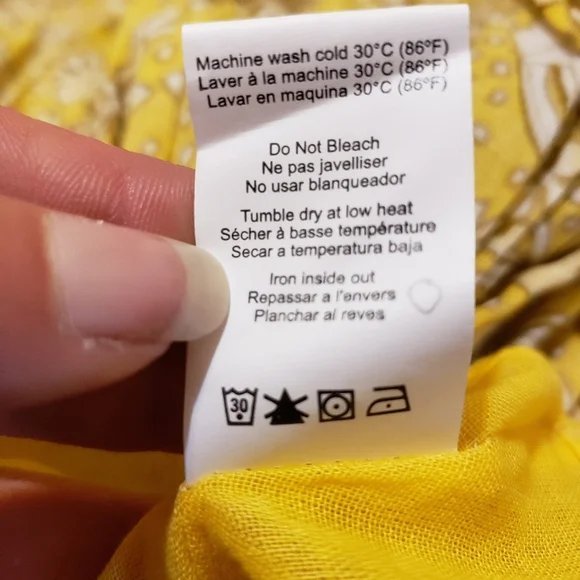 Machine wash cold 30°C (86°F)
Laver à la machine 30°C (86°F)
Lavar en maquina 30°C (86°F)
Do Not Bleach
Ne pas javelliser
No usar blanqueador
Tumble dry at low heat
Sécher à basse température
Secar a temperatura baja
Iron inside out
Repassar a l'envers
Planchar al reves
30